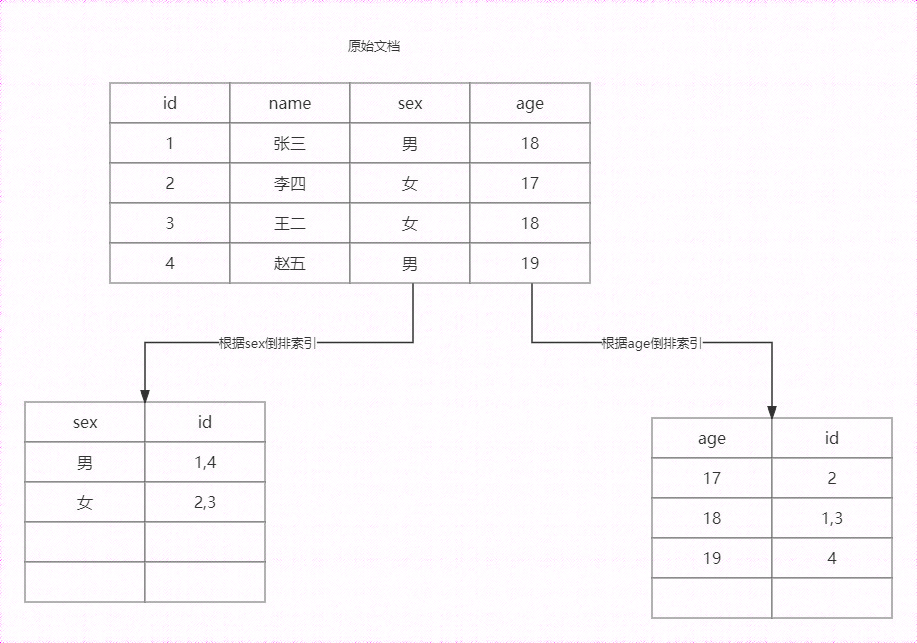 原始文档
id name sex age
1 张三 男 18
2 李四 女 17
3 王二 女 18
4 赵五 男 19
根据sex倒排索引
根据age倒排索引
sex id
男 1,4
女 2,3
age id
17 2
18 1,3
19 4